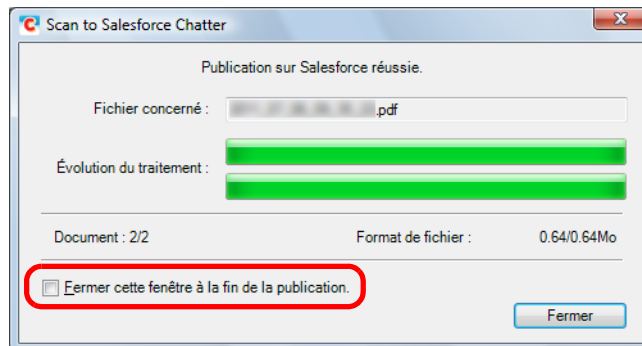 Scan to Salesforce Chatter
Publication sur Salesforce réussie.
Fichier concerné : .pdf
Évolution du traitement :
Document : 2/2 Format de fichier : 0.64/0.64Mo
Fermer cette fenêtre à la fin de la publication.
Fermer